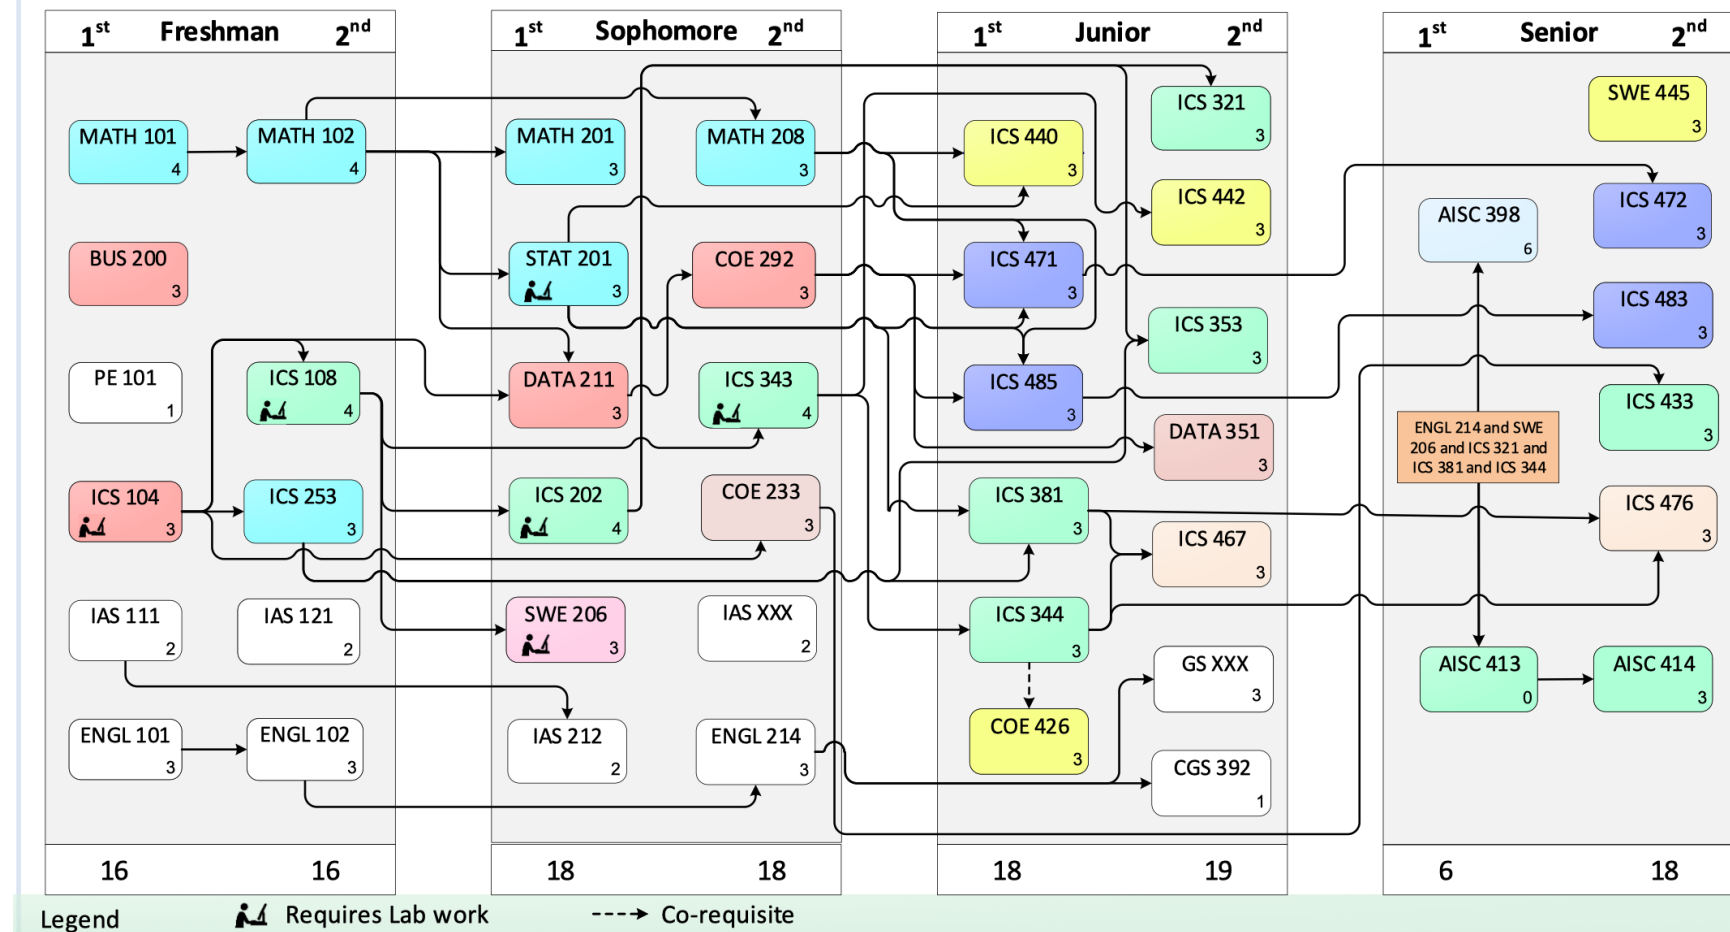 1st Freshman 2nd
1st Sophomore 2nd
1st Junior 2nd
1st Senior 2nd
MATH 101
4
BUS 200
3
PE 101
1
ICS 104
3
IAS 111
2
ENGL 101
3
16
MATH 102
4
ICS 108
4
ICS 253
3
IAS 121
2
ENGL 102
3
16
MATH 201
3
STAT 201
3
DATA 211
3
ICS 202
4
SWE 206
3
IAS 212
2
18
MATH 208
3
COE 292
3
ICS 343
4
COE 233
3
IAS XXX
2
ENGL 214
3
18
ICS 440
3
ICS 471
3
ICS 485
3
ICS 381
3
ICS 344
3
COE 426
3
18
ICS 321
3
ICS 442
3
ICS 353
3
DATA 351
3
ICS 467
3
GS XXX
3
CGS 392
1
19
AISC 398
6
ENGL 214 and SWE
206 and ICS 321 and
ICS 381 and ICS 344
AISC 413
0
6
SWE 445
3
ICS 472
3
ICS 483
3
ICS 433
3
ICS 476
3
AISC 414
3
18
Legend
Requires Lab work
Co-requisite